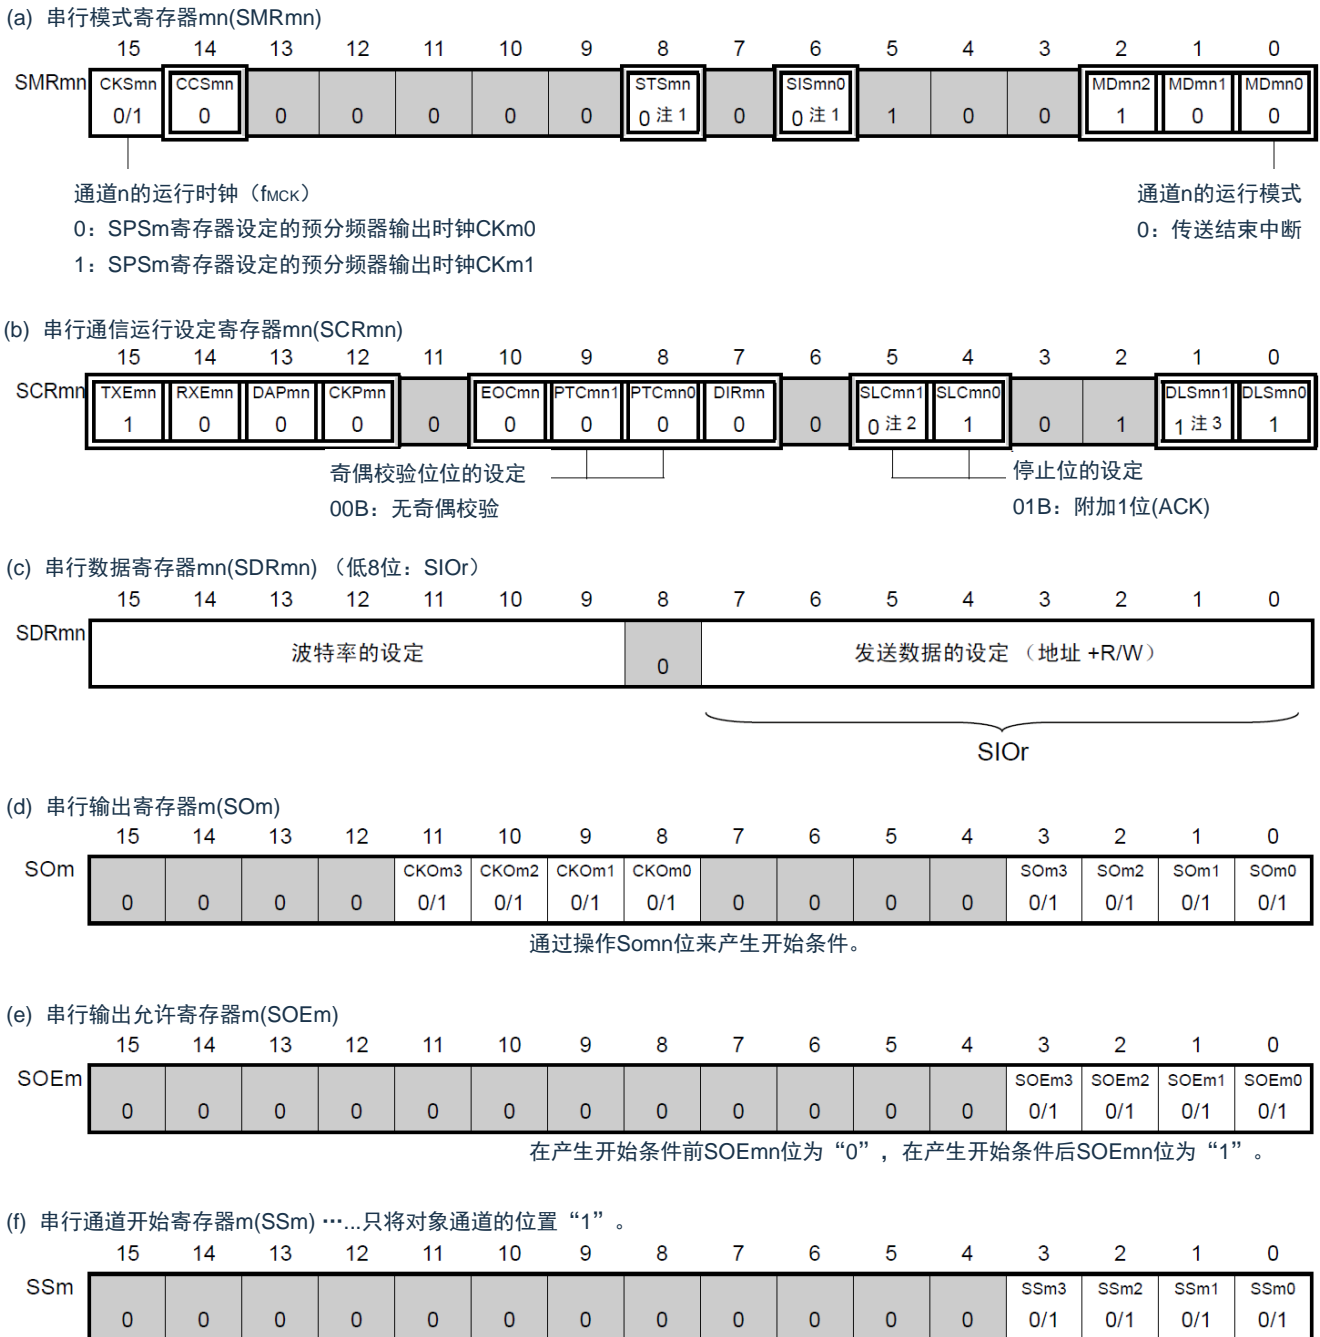 (a) 串行模式寄存器mn(SMRmn)
15 14 13 12 11 10 9 8 7 6 5 4 3 2 1 0
SMRmn CKSmn CCSmn STSmn SISmn0 MDmn2 MDmn1 MDmn0
0/1 0 0 0 0 0 0 0 注 1 0 0 注 1 1 0 0 1 0 0
通道n的运行时钟（fMCK） 通道n的运行模式
0：SPSm寄存器设定的预分频器输出时钟CKm0 0：传送结束中断
1：SPSm寄存器设定的预分频器输出时钟CKm1
(b) 串行通信运行设定寄存器mn(SCRmn)
15 14 13 12 11 10 9 8 7 6 5 4 3 2 1 0
SCRmn TXEmn RXEmn DAPmn CKPmn EOCmn PTCmn1 PTCmn0 DIRmn SLCmn1 SLCmn0 DLSmn1 DLSmn0
1 0 0 0 0 0 0 0 0 0 0 注 2 1 0 1 1 注 3 1
奇偶校验位位的设定 停止位的设定
00B：无奇偶校验 01B：附加1位(ACK)
(c) 串行数据寄存器mn(SDRmn) （低8位：SIOr）
15 14 13 12 11 10 9 8 7 6 5 4 3 2 1 0
SDRmn 波特率的设定 0 发送数据的设定 （地址 +R/W）
SIOr
(d) 串行输出寄存器m(SOm)
15 14 13 12 11 10 9 8 7 6 5 4 3 2 1 0
SOm CKOm3 CKOm2 CKOm1 CKOm0 SOm3 SOm2 SOm1 SOm0
0 0 0 0 0/1 0/1 0/1 0/1 0 0 0 0 0/1 0/1 0/1 0/1
通过操作Somn位来产生开始条件。
(e) 串行输出允许寄存器m(SOEm)
15 14 13 12 11 10 9 8 7 6 5 4 3 2 1 0
SOEm SOEm3 SOEm2 SOEm1 SOEm0
0 0 0 0 0 0 0 0 0 0 0 0 0/1 0/1 0/1 0/1
在产生开始条件前SOEmn位为“0”，在产生开始条件后SOEmn位为“1”。
(f) 串行通道开始寄存器m(SSm) …...只将对象通道的位置“1”。
15 14 13 12 11 10 9 8 7 6 5 4 3 2 1 0
SSm SSm3 SSm2 SSm1 SSm0
0 0 0 0 0 0 0 0 0 0 0 0 0/1 0/1 0/1 0/1